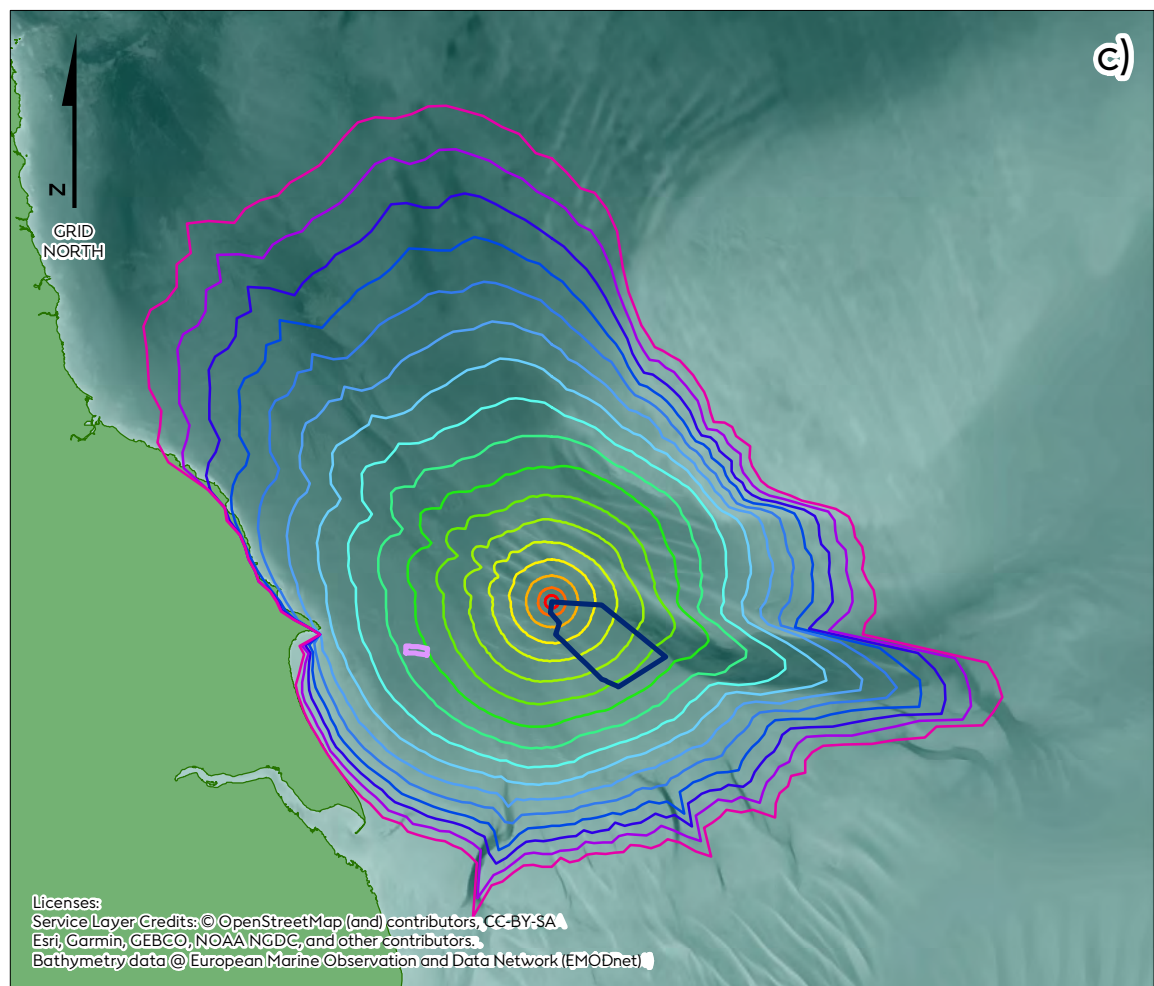 c)
N
GRID
NORTH
Licenses:
Service Layer Credits: © OpenStreetMap (and) contributors, CC-BY-SA
Esri, Garmin, GEBCO, NOAA NGDC, and other contributors.
Bathymetry data @ European Marine Observation and Data Network (EMODnet)